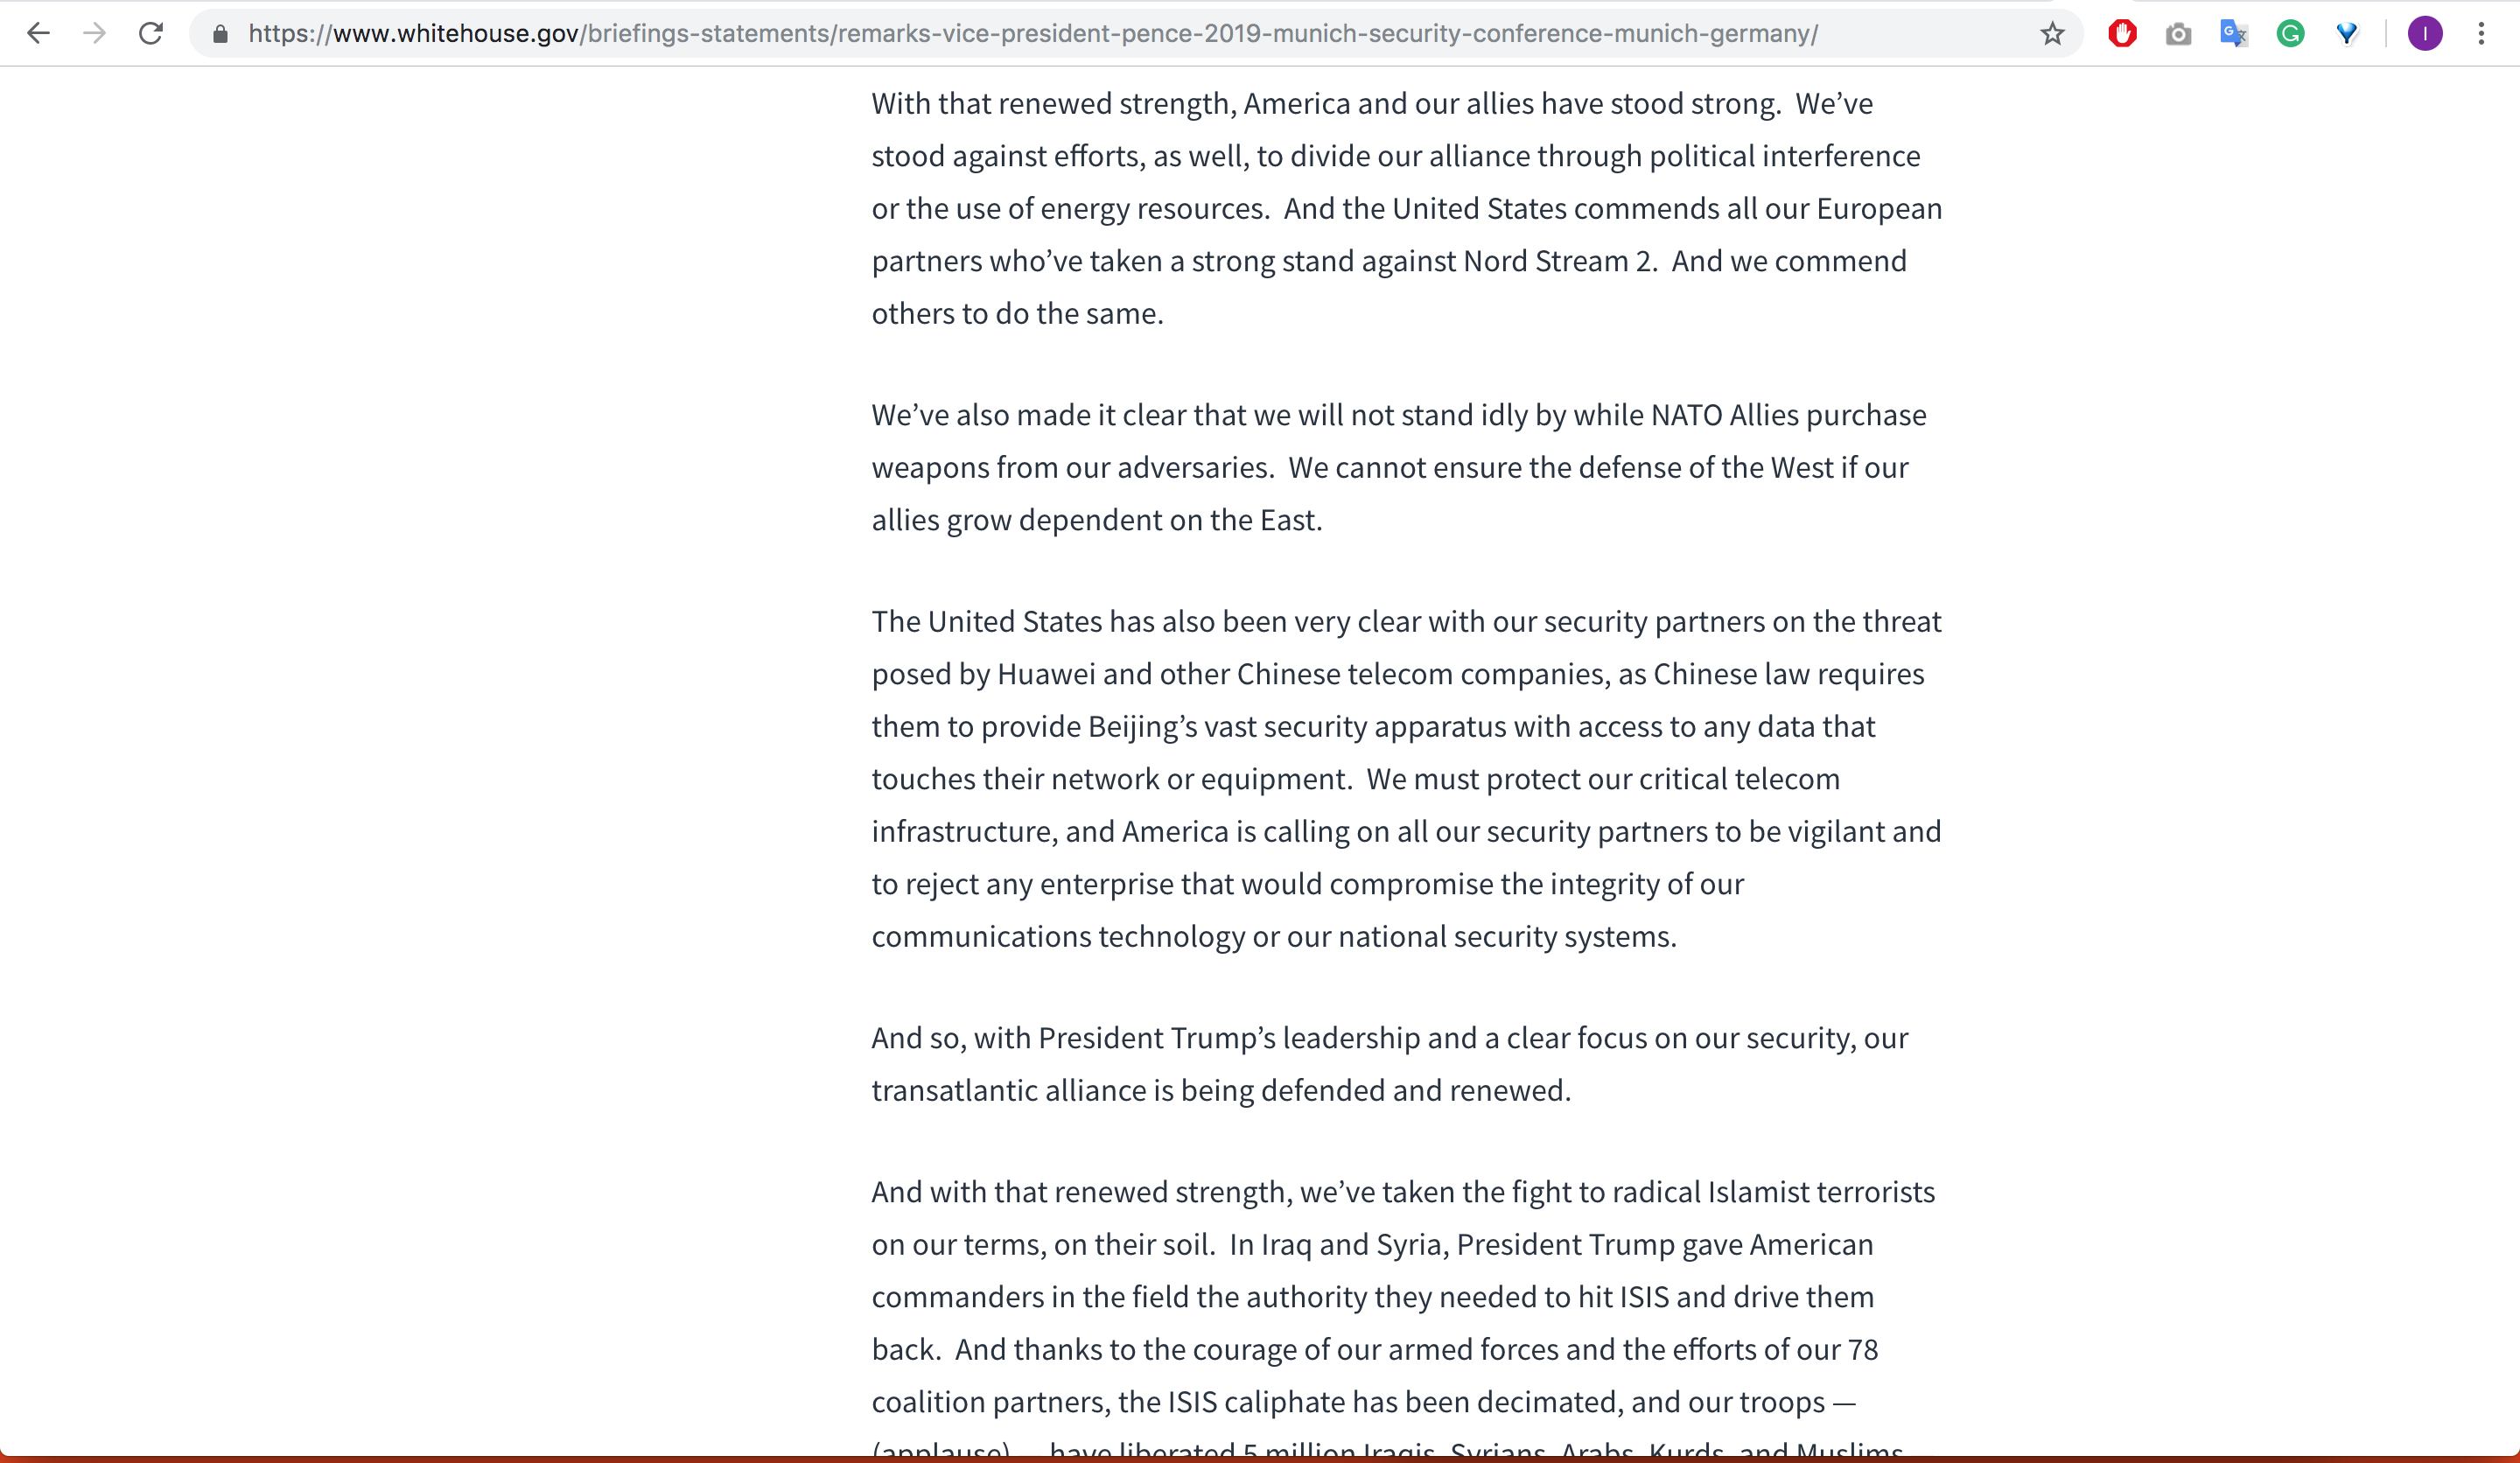 https://www.whitehouse.gov/briefings-statements/remarks-vice-president-pence-2019-munich-security-conference-munich-germany/
With that renewed strength, America and our allies have stood strong.  We’ve
stood against efforts, as well, to divide our alliance through political interference
or the use of energy resources.  And the United States commends all our European
partners who’ve taken a strong stand against Nord Stream 2.  And we commend
others to do the same.
We’ve also made it clear that we will not stand idly by while NATO Allies purchase
weapons from our adversaries.  We cannot ensure the defense of the West if our
allies grow dependent on the East.
The United States has also been very clear with our security partners on the threat
posed by Huawei and other Chinese telecom companies, as Chinese law requires
them to provide Beijing’s vast security apparatus with access to any data that
touches their network or equipment.  We must protect our critical telecom
infrastructure, and America is calling on all our security partners to be vigilant and
to reject any enterprise that would compromise the integrity of our
communications technology or our national security systems.
And so, with President Trump’s leadership and a clear focus on our security, our
transatlantic alliance is being defended and renewed.
And with that renewed strength, we’ve taken the fight to radical Islamist terrorists
on our terms, on their soil.  In Iraq and Syria, President Trump gave American
commanders in the field the authority they needed to hit ISIS and drive them
back.  And thanks to the courage of our armed forces and the efforts of our 78
coalition partners, the ISIS caliphate has been decimated, and our troops —
(applause) — have liberated 5 million Iraqis, Syrians, Arabs, Kurds, and Muslims